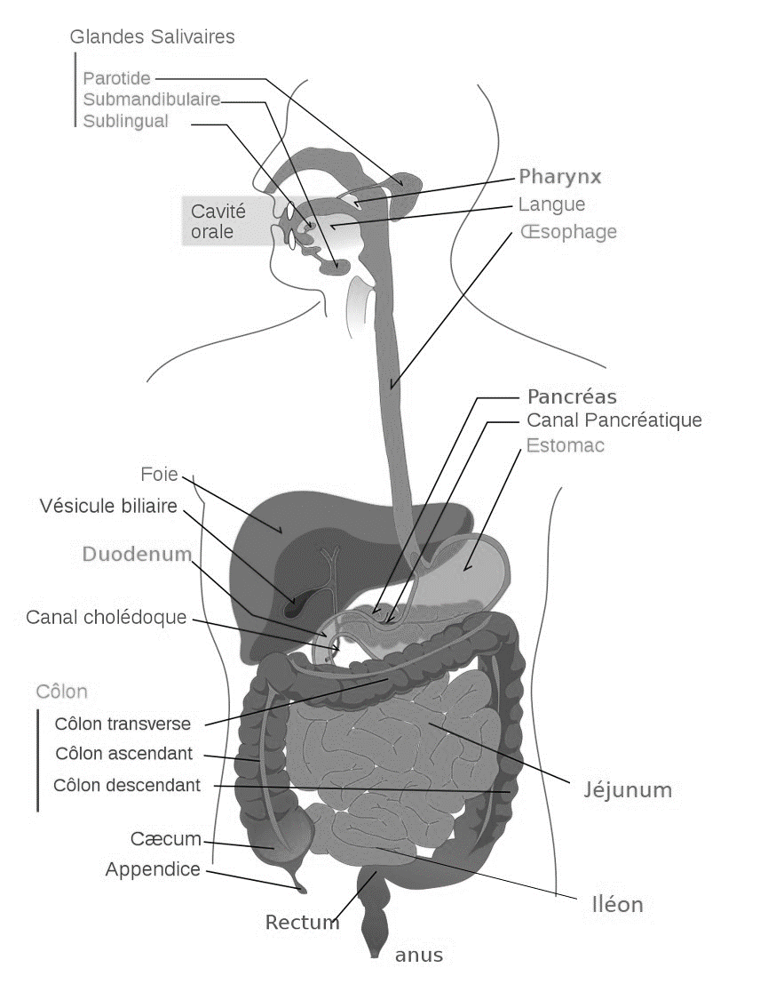 Glandes Salivaires
Parotide
Submandibulaire
Sublingual
Pharynx
Langue
Œsophage
Cavité
orale
Pancréas
Canal Pancréatique
Estomac
Foie
Vésicule biliaire
Duodenum
Canal cholédoque
Côlon
Côlon transverse
Côlon ascendant
Côlon descendant
Jéjunum
Cæcum
Appendice
Iléon
Rectum
anus